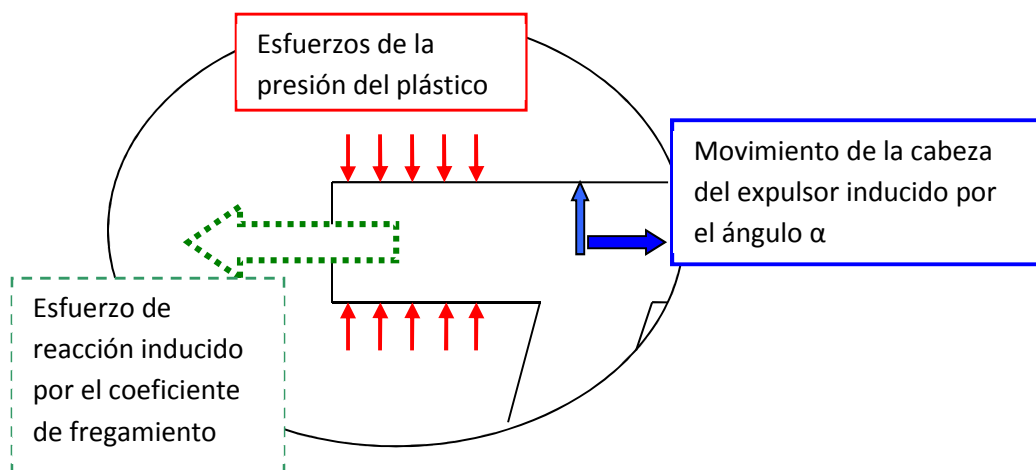 Esfuerzos de la
presión del plástico
Movimiento de la cabeza
del expulsor inducido por
el ángulo α
Esfuerzo de
reacción inducido
por el coeficiente
de fregamiento